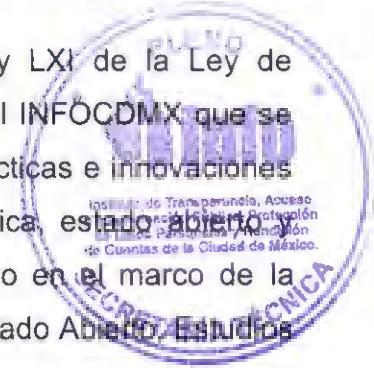 y LXI de la Ley de
l INFOCDMX que se
cticas e innovaciones
ica, estado abierto y
o en el marco de la
ado Abierto, Estudios
PLENO
info
Instituto de Transparencia, Acceso
de Cuentas de la Ciudad de México.
SECRETARÍA TÉCNICA